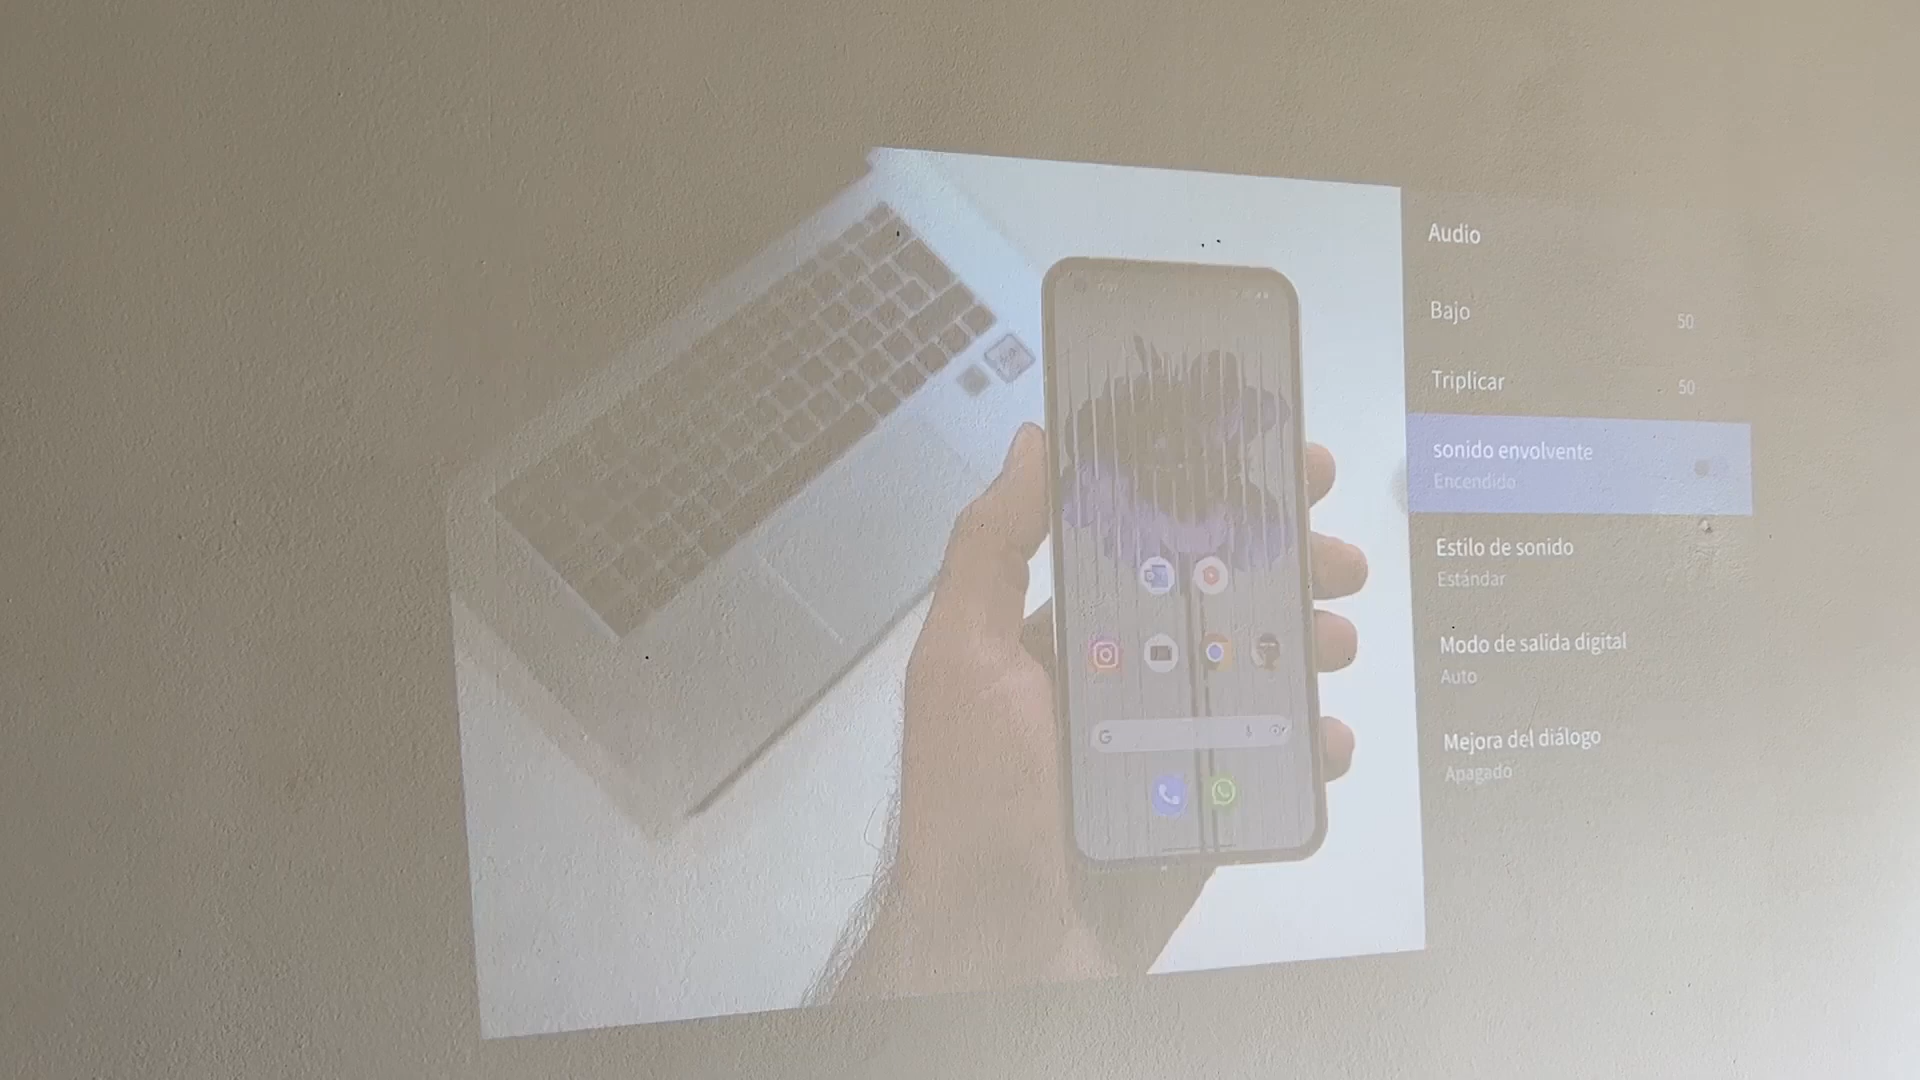 Audio
Bajo
50
Triplicar
50
sonido envolvente
Encendido
Estilo de sonido
Estándar
Modo de salida digital
Auto
Mejora del diálogo
Apagado
G